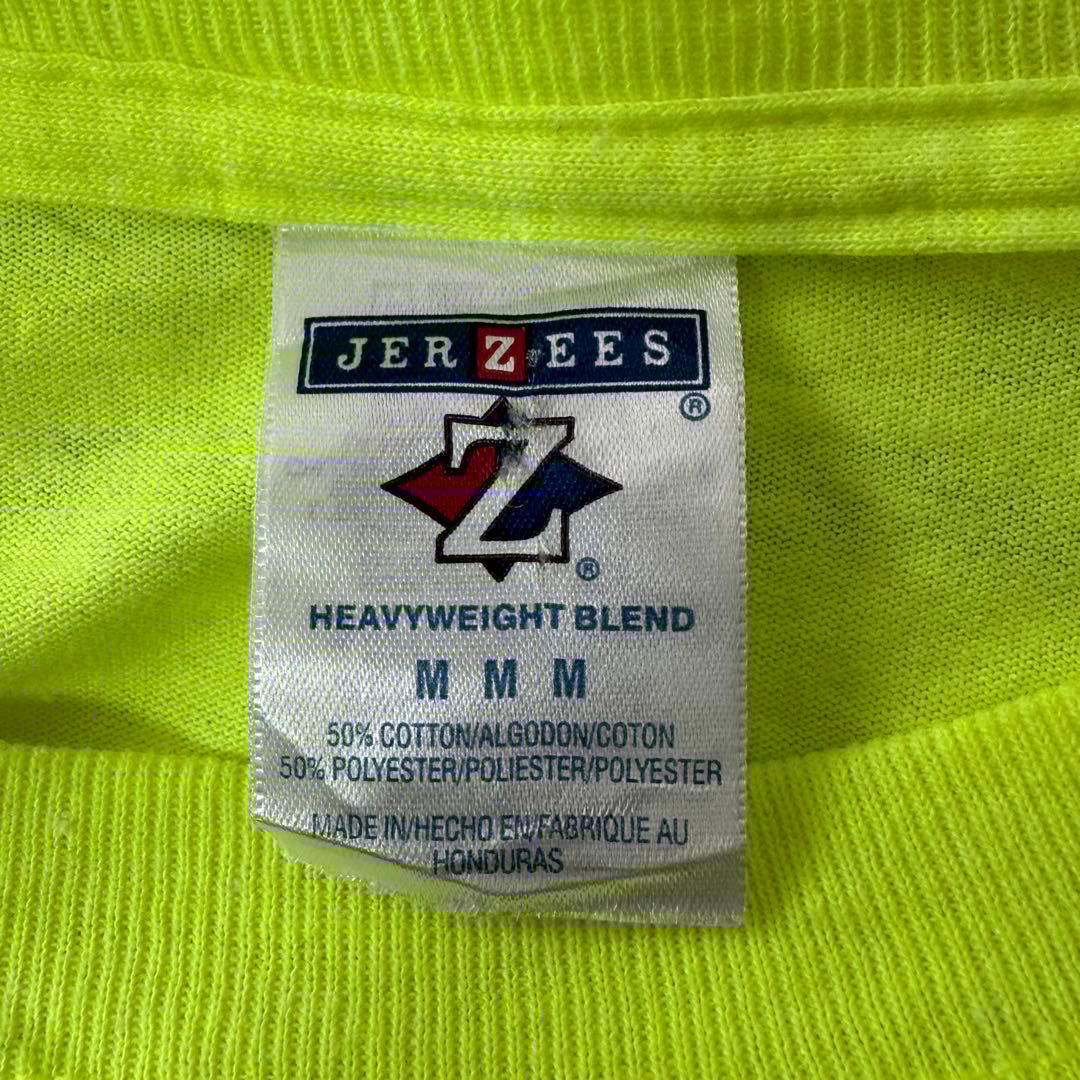 JERZEES
®
Z
®
HEAVYWEIGHT BLEND
M M M
50% COTTON/ALGODON/COTON
50% POLYESTER/POLIESTER/POLYESTER
MADE IN/HECHO EN/FABRIQUE AU
HONDURAS